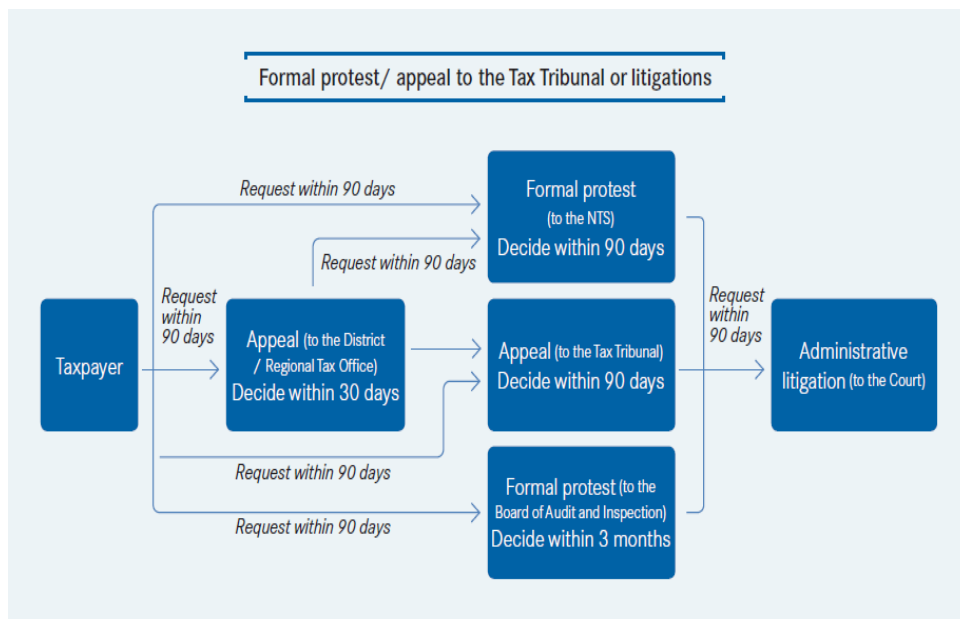 Formal protest/ appeal to the Tax Tribunal or litigations
Request within 90 days
Formal protest
(to the NTS)
Decide within 90 days
Request within 90 days
Request
within
90 days
Request
within
90 days
Taxpayer
Appeal (to the District
/ Regional Tax Office)
Decide within 30 days
Appeal (to the Tax Tribunal)
Decide within 90 days
Administrative
litigation (to the Court)
Request within 90 days
Formal protest (to the
Board of Audit and Inspection)
Decide within 3 months
Request within 90 days